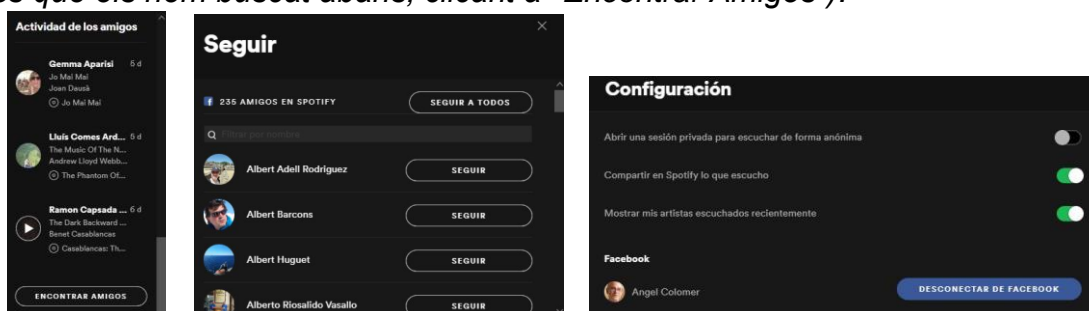 que els hem buscat abans, clicant a "Encontrar Amigos").
Actividad de los amigos
Gemma Aparisi 5 d
Jo Mai Mai
Joan Dausà
Jo Mai Mai
Lluís Comes Ard... 5 d
The Music Of The N...
Andrew Lloyd Webb...
The Phantom Of...
Ramon Capsada ... 6 d
The Dark Backward ...
Benet Casablancas
Casablancas: Th...
ENCONTRAR AMIGOS
Seguir
235 AMIGOS EN SPOTIFY
SEGUIR A TODOS
Filtrar por nombre
Albert Adell Rodriguez
SEGUIR
Albert Barcons
SEGUIR
Albert Huguet
SEGUIR
Alberto Riosalido Vasallo
SEGUIR
Configuración
Abrir una sesión privada para escuchar de forma anónima
Compartir en Spotify lo que escucho
Mostrar mis artistas escuchados recientemente
Facebook
Angel Colomer
DESCONECTAR DE FACEBOOK